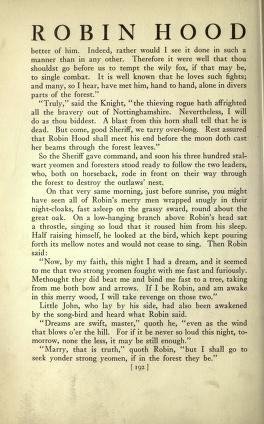 ROBIN HOOD
better of him. Indeed, rather would I see it done in such a
manner than in any other. Therefore it were well that thou
shouldst go before us to tempt the wily fox, if that may be,
to single combat. It is well known that he loves such fights;
and many, so I hear, have met him, hand to hand, alone in divers
parts of the forest."
"Truly," said the Knight, "the thieving rogue hath affrighted
all the bravery out of Nottinghamshire. Nevertheless, I will
do as thou biddest. A blast from this horn shall tell that he is
dead. But come, good Sheriff, we tarry over-long. Rest assured
that Robin Hood shall meet his end before the moon doth cast
her beams through the forest leaves."
So the Sheriff gave command, and soon his three hundred stal-
wart yeomen and foresters stood ready to follow the two leaders,
who, both on horseback, rode in front on their way through
the forest to destroy the outlaws' nest.
On that very same morning, just before sunrise, you might
have seen all of Robin's merry men wrapped snugly in their
night-cloaks, fast asleep on the grassy sward, round about the
great oak. On a low-hanging branch above Robin's head sat
a throstle, singing so loud that it roused him from his sleep.
Half raising himself, he looked at the bird, which kept pouring
forth its mellow notes and would not cease to sing. Then Robin
said:
"Now, by my faith, this night I had a dream, and it seemed
to me that two strong yeomen fought with me fast and furiously.
Methought they did beat me and bind me fast to a tree, taking
from me both bow and arrows. If I be Robin, and am awake
in this merry wood, I will take revenge on those two."
Little John, who lay by his side, had also been awakened
by the song-bird and heard what Robin said.
"Dreams are swift, master," quoth he, "even as the wind
that blows o'er the hill. For if it be never so loud this night, to-
morrow, none the less, it may be still enough."
"Marry, that is truth," quoth Robin, "but I shall go to
seek yonder strong yeomen, if in the forest they be."
[192]